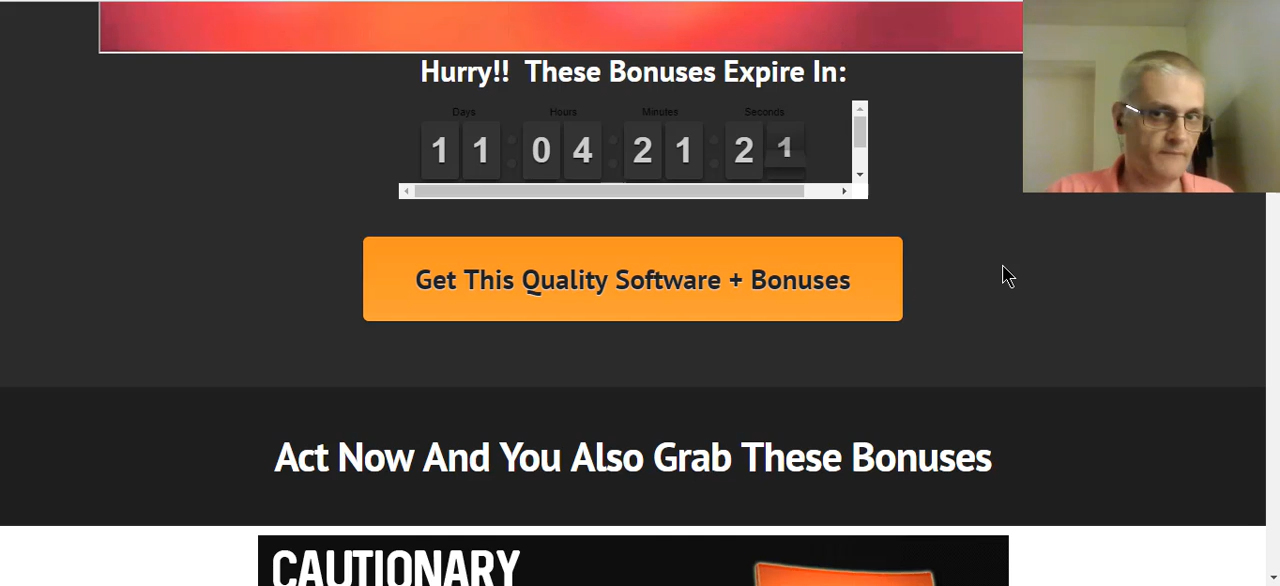 Hurry!!  These Bonuses Expire In:
Days Hours Minutes Seconds
1 1 : 0 4 : 2 1 : 2 1
Get This Quality Software + Bonuses
Act Now And You Also Grab These Bonuses
CAUTIONARY